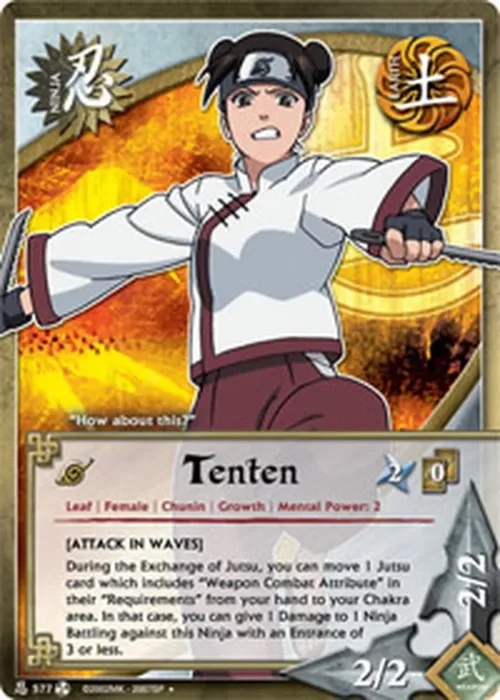 NINJA 忍
EARTH 土
"How about this?"
Tenten
2 0
Leaf | Female | Chunin | Growth | Mental Power: 2
[ATTACK IN WAVES]
During the Exchange of Jutsu, you can move 1 Jutsu
card which includes "Weapon Combat Attribute" in
their "Requirements" from your hand to your Chakra
area. In that case, you can give 1 Damage to 1 Ninja
Battling against this Ninja with an Entrance of
3 or less.
2/2
2/2
武
WEAPON
577